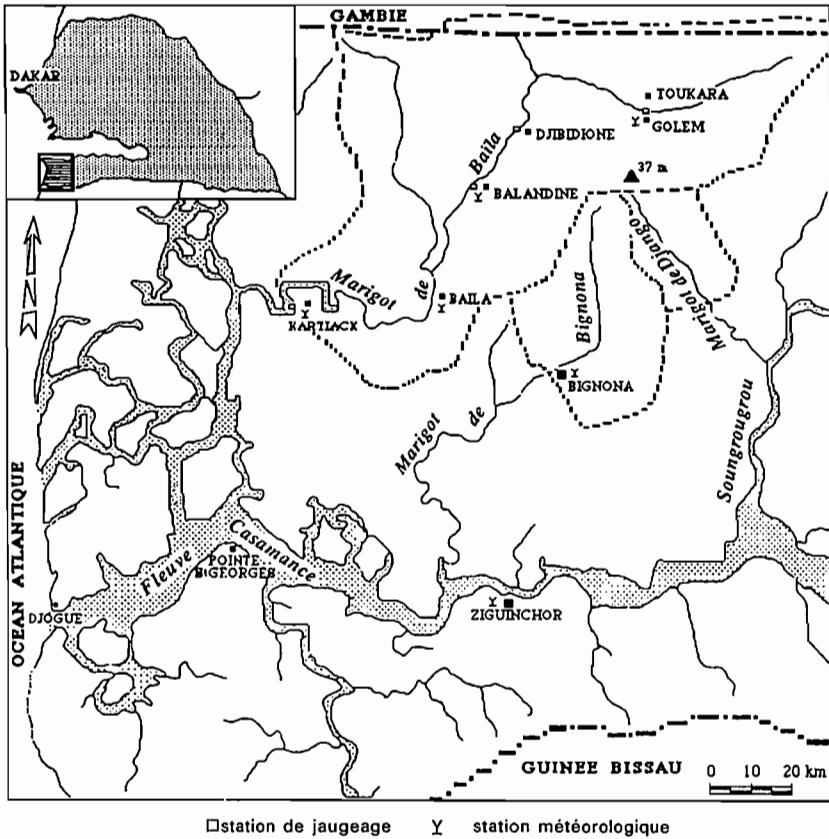 GAMBIE
DAKAR
TOUKARA
GOLEM
DJIBIDIONE
Baïla
37 m
BALANDINE
N
Marigot
de
BAILA
KARTIACK
Bignona
Marigot de Django
BIGNONA
de
Marigot
Soungrougrou
OCEAN ATLANTIQUE
Fleuve
Casamance
POINTE
St GEORGES
DJOGUE
ZIGUINCHOR
GUINEE BISSAU
0 10 20 km
station de jaugeage
station météorologique